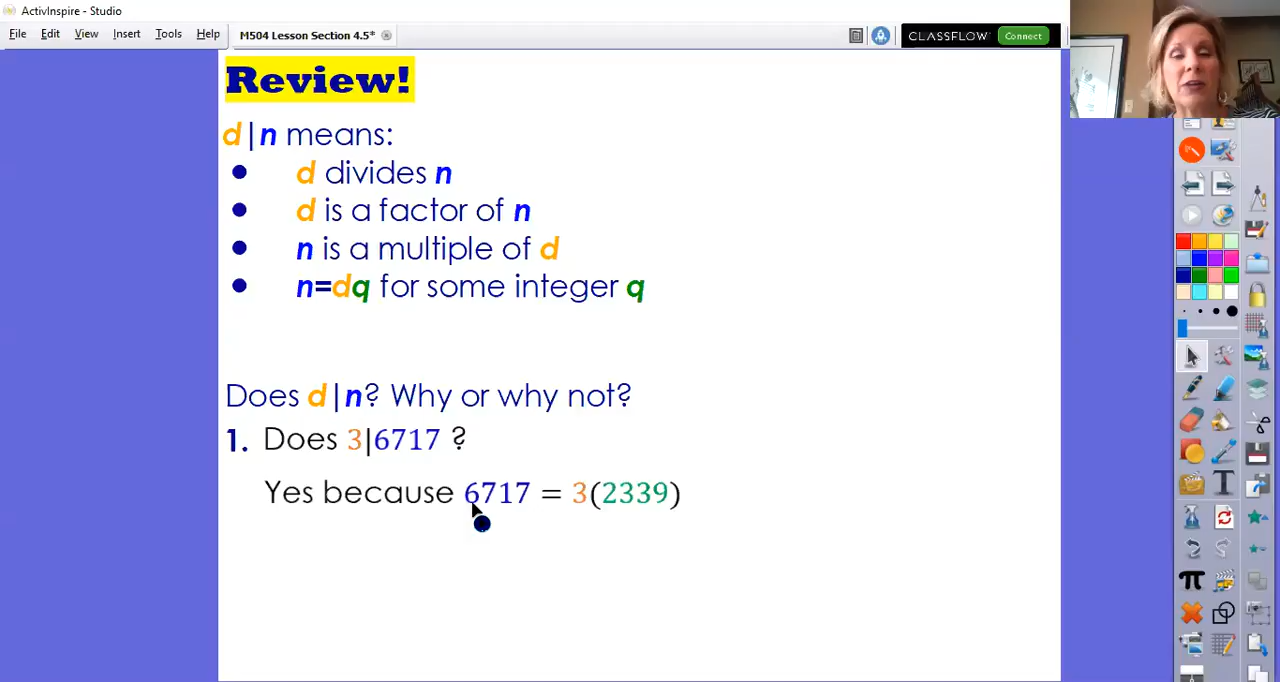 ActivInspire - Studio
File Edit View Insert Tools Help
M504 Lesson Section 4.5*
CLASSFLOW Connect
Review!
d|n means:
• d divides n
• d is a factor of n
• n is a multiple of d
• n=dq for some integer q
Does d|n? Why or why not?
1. Does 3|6717 ?
Yes because 6717 = 3(2339)